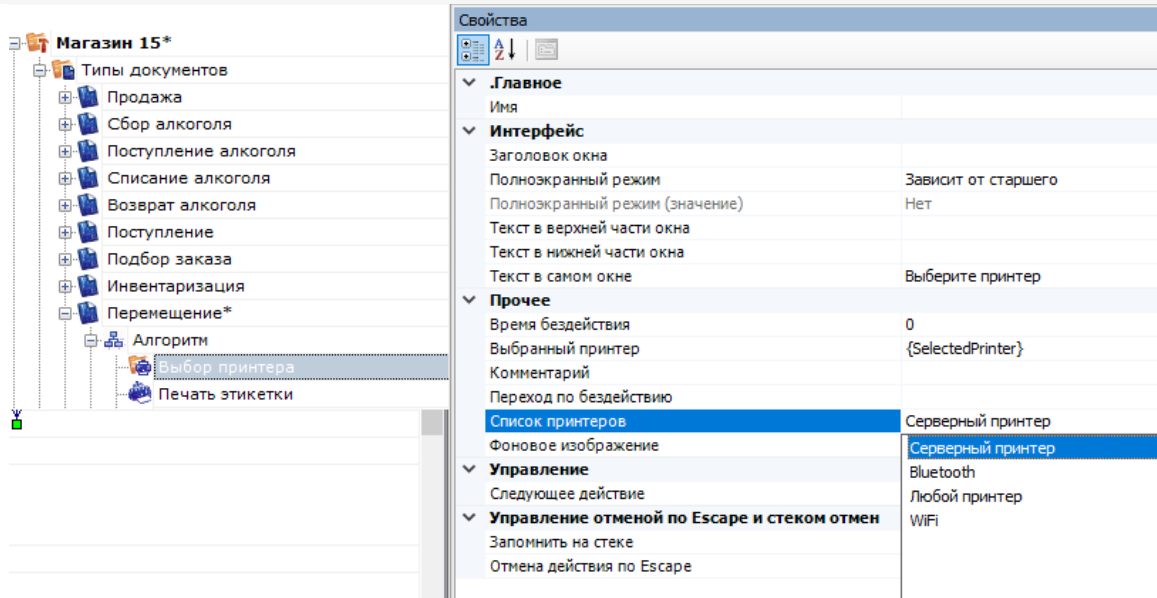 Магазин 15*
Типы документов
Продажа
Сбор алкоголя
Поступление алкоголя
Списание алкоголя
Возврат алкоголя
Поступление
Подбор заказа
Инвентаризация
Перемещение*
Алгоритм
Выбор принтера
Печать этикетки
Свойства
.Главное
Имя
Интерфейс
Заголовок окна
Полноэкранный режим Зависит от старшего
Полноэкранный режим (значение) Нет
Текст в верхней части окна
Текст в нижней части окна
Текст в самом окне Выберите принтер
Прочее
Время бездействия 0
Выбранный принтер {SelectedPrinter}
Комментарий
Переход по бездействию
Список принтеров Серверный принтер
Фоновое изображение
Серверный принтер
Bluetooth
Любой принтер
WiFi
Управление
Следующее действие
Управление отменой по Escape и стеком отмен
Запомнить на стеке
Отмена действия по Escape